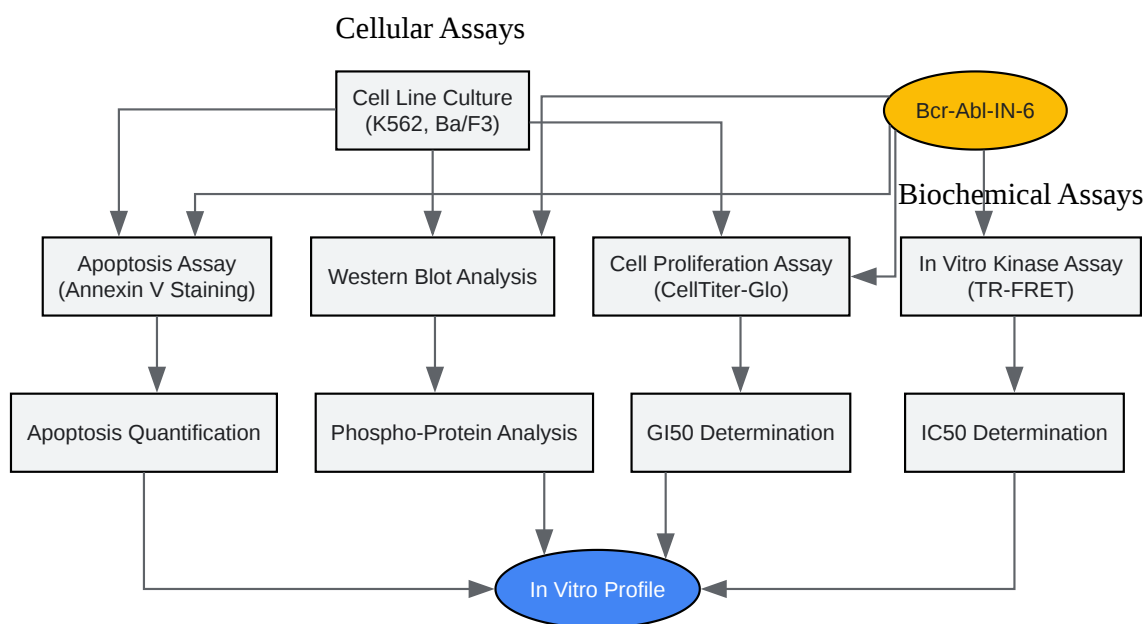 Cellular Assays
Cell Line Culture
(K562, Ba/F3)
Bcr-Abl-IN-6
Biochemical Assays
Apoptosis Assay
(Annexin V Staining)
Western Blot Analysis
Cell Proliferation Assay
(CellTiter-Glo)
In Vitro Kinase Assay
(TR-FRET)
Apoptosis Quantification
Phospho-Protein Analysis
GI50 Determination
IC50 Determination
In Vitro Profile